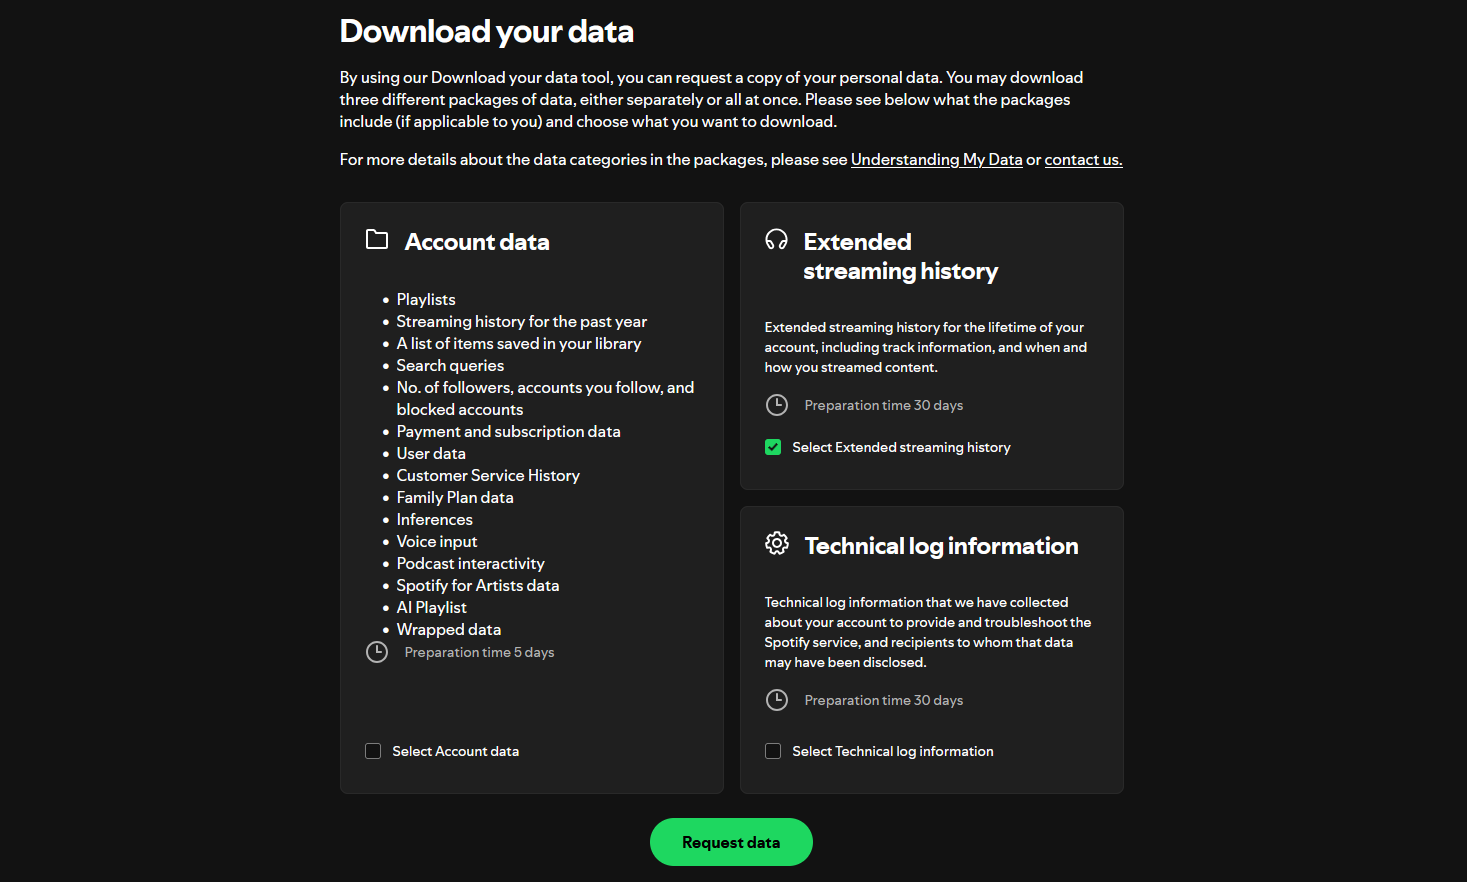 Download your data
By using our Download your data tool, you can request a copy of your personal data. You may download
three different packages of data, either separately or all at once. Please see below what the packages
include (if applicable to you) and choose what you want to download.
For more details about the data categories in the packages, please see Understanding My Data or contact us.
Account data
Playlists
Streaming history for the past year
A list of items saved in your library
Search queries
No. of followers, accounts you follow, and
blocked accounts
Payment and subscription data
User data
Customer Service History
Family Plan data
Inferences
Voice input
Podcast interactivity
Spotify for Artists data
AI Playlist
Wrapped data
Preparation time 5 days
Select Account data
Extended
streaming history
Extended streaming history for the lifetime of your
account, including track information, and when and
how you streamed content.
Preparation time 30 days
Select Extended streaming history
Technical log information
Technical log information that we have collected
about your account to provide and troubleshoot the
Spotify service, and recipients to whom that data
may have been disclosed.
Preparation time 30 days
Select Technical log information
Request data